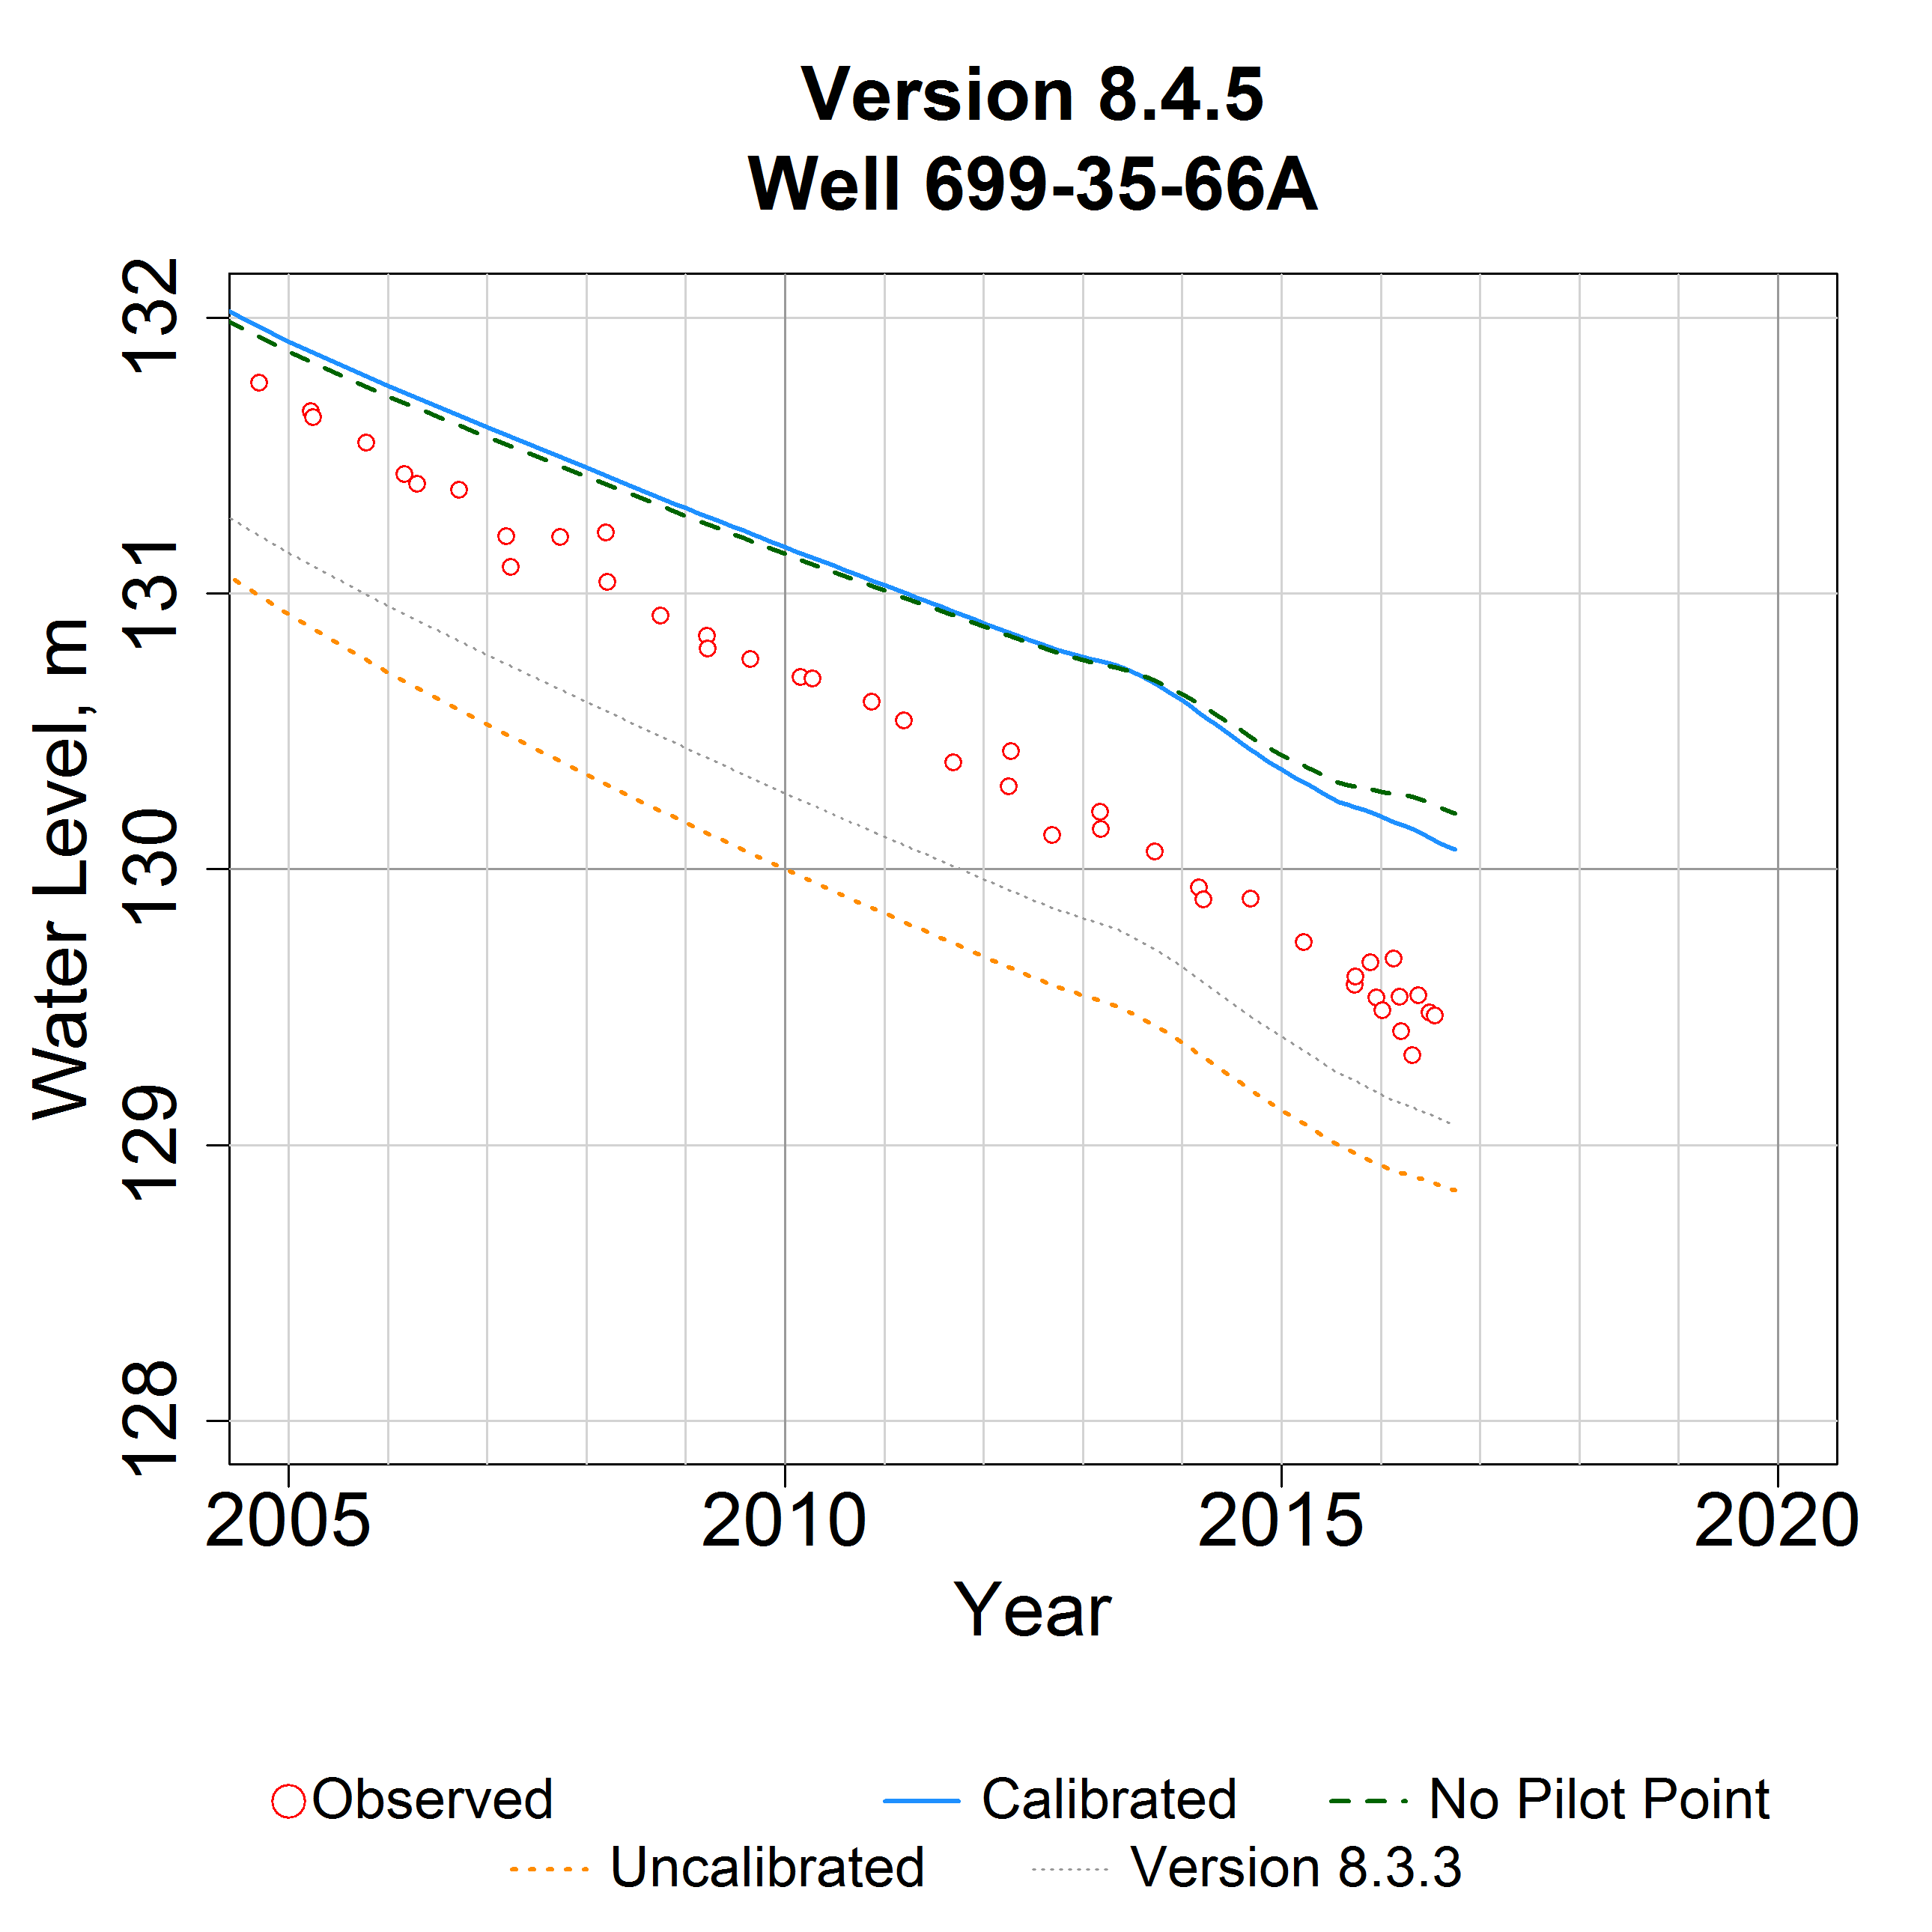 Version 8.4.5
Well 699-35-66A
132
131
130
129
128
Water Level, m
2005 2010 2015 2020
Year
Observed Calibrated No Pilot Point
Uncalibrated Version 8.3.3